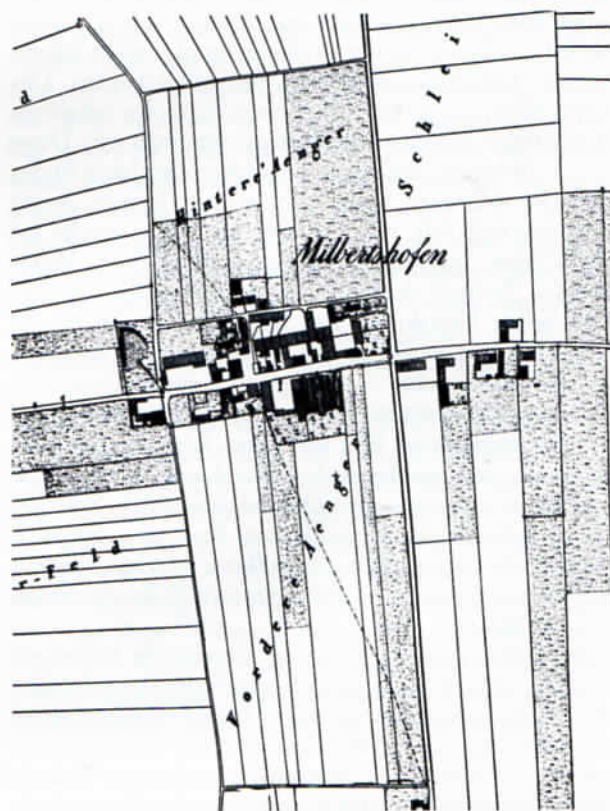 d
Schlei
Hintere Aenger
Milbertshofen
r-Feld
Vordere Aenger